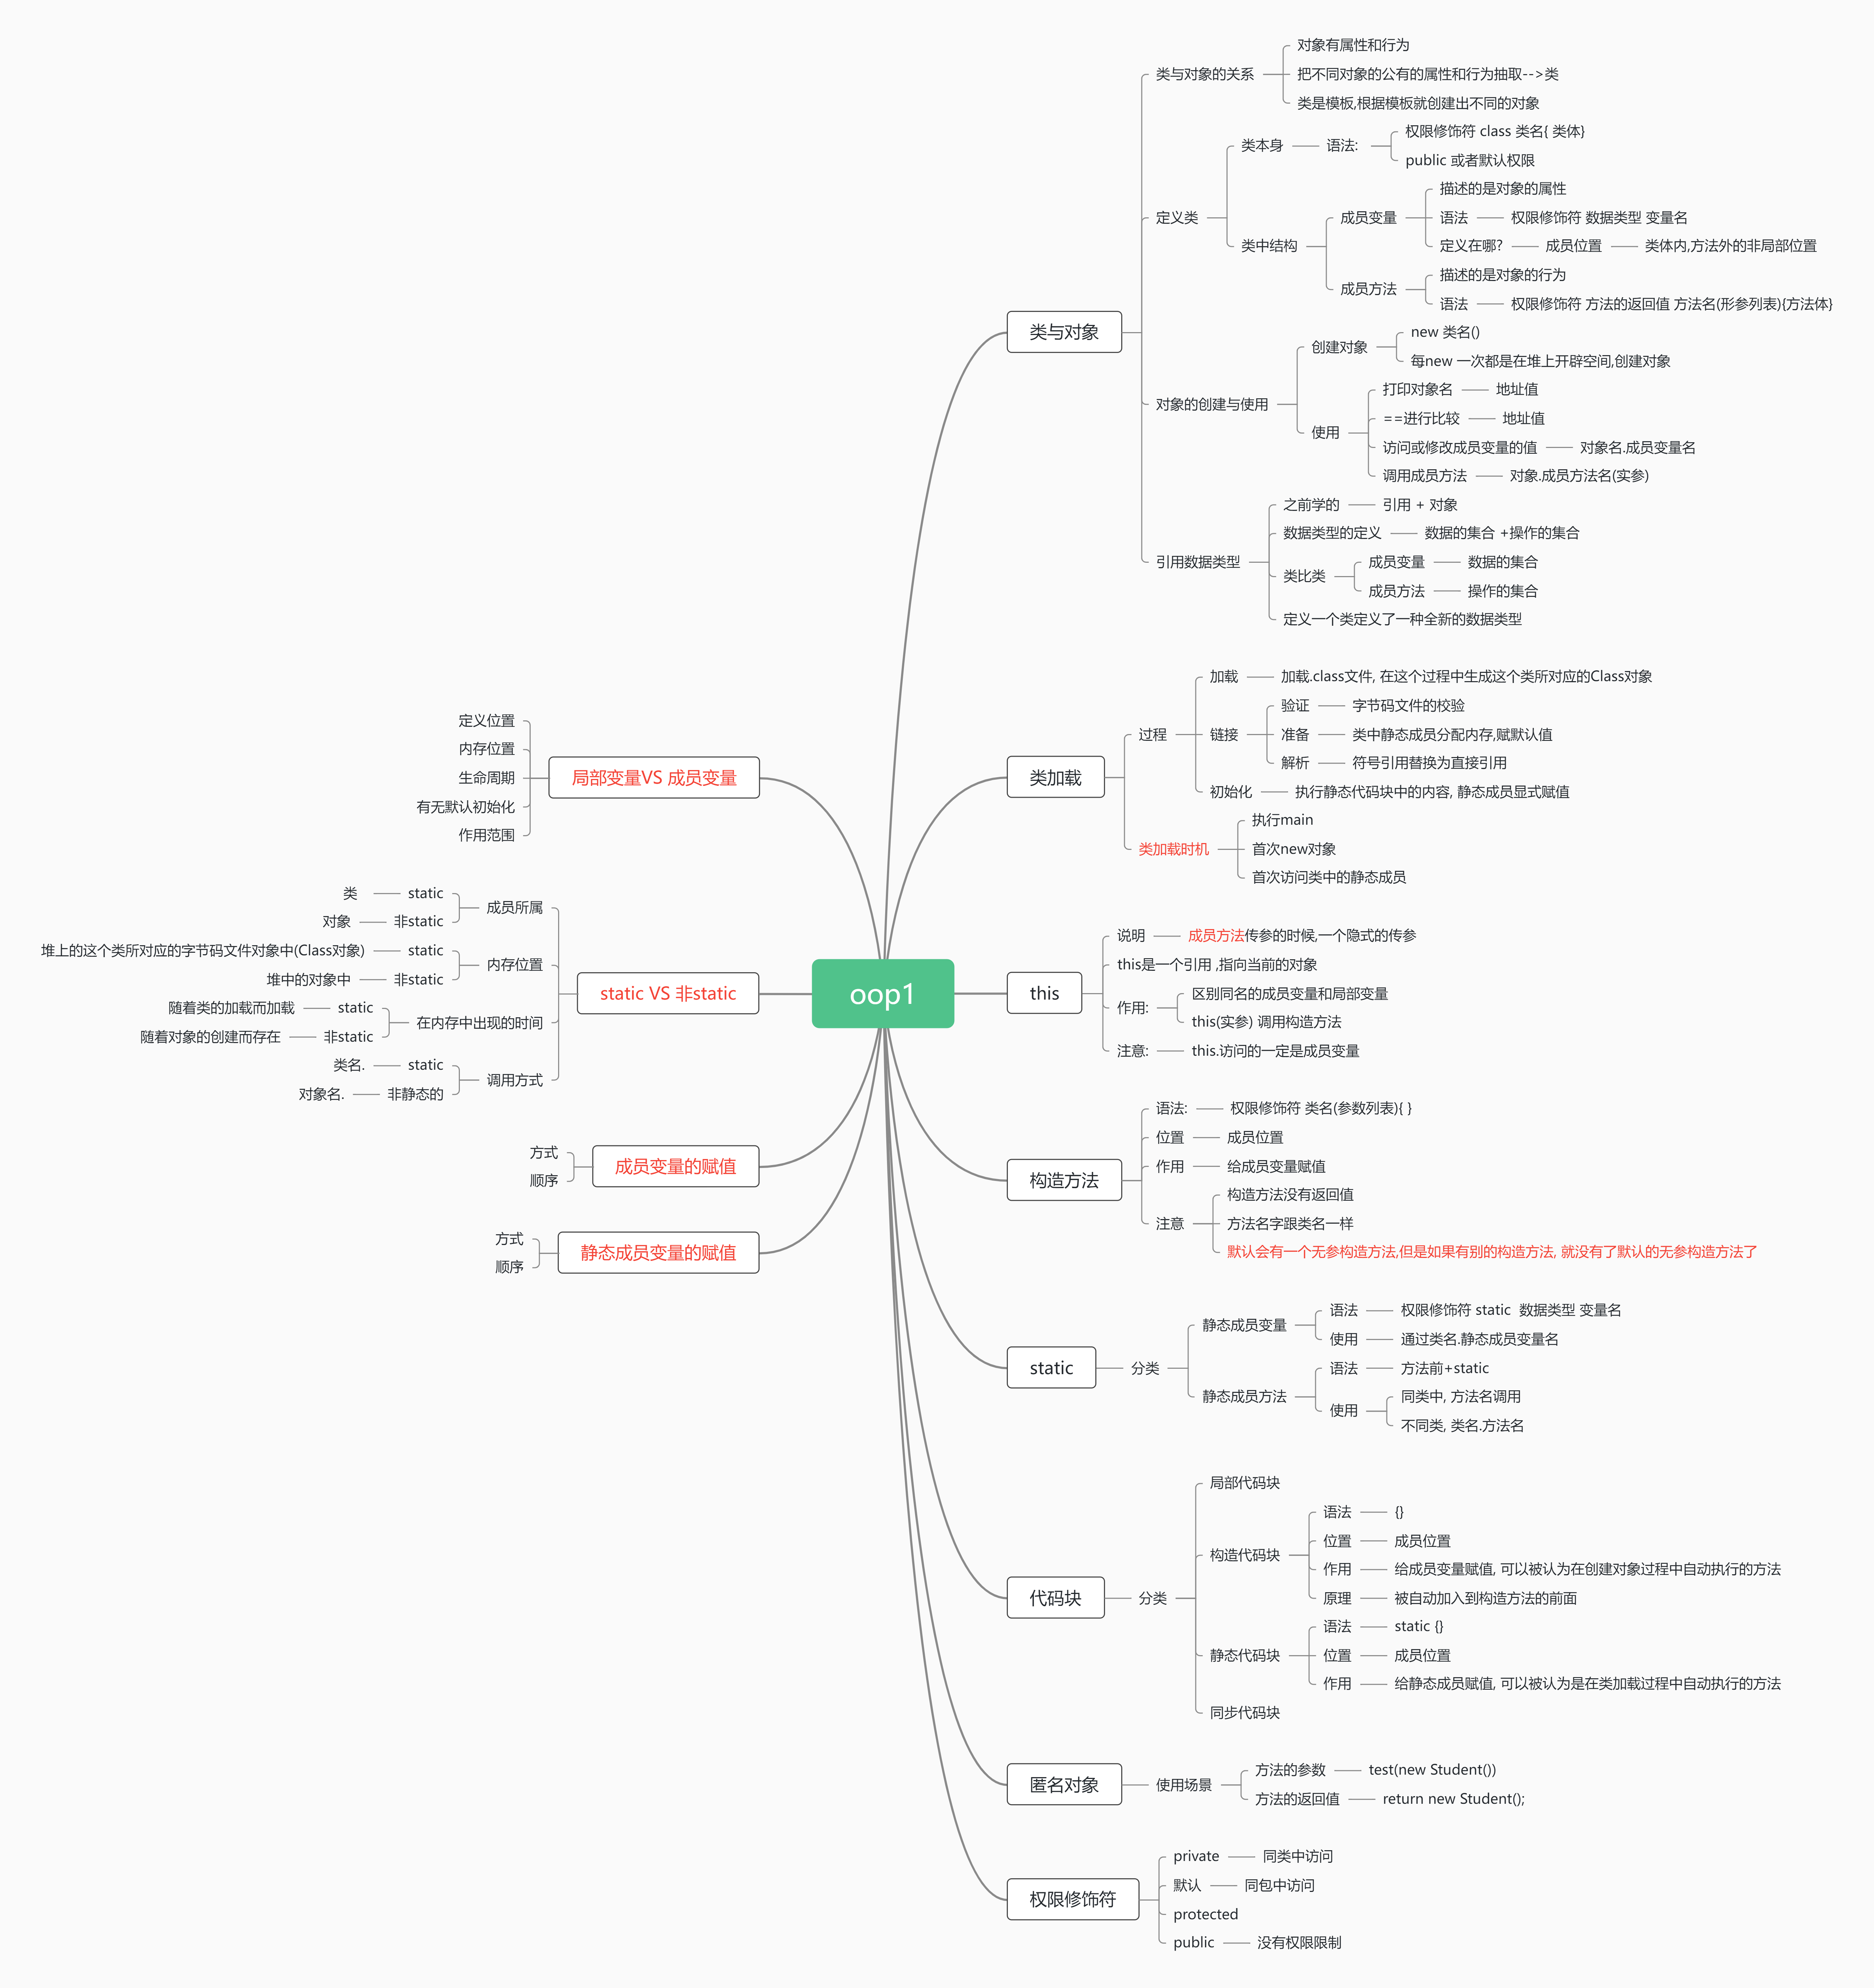 oop1
类与对象
类与对象的关系
对象有属性和行为
把不同对象的公有的属性和行为抽取-->类
类是模板,根据模板就创建出不同的对象
定义类
类本身
语法:
权限修饰符 class 类名{ 类体}
public 或者默认权限
类中结构
成员变量
描述的是对象的属性
语法
权限修饰符 数据类型 变量名
定义在哪?
成员位置
类体内,方法外的非局部位置
成员方法
描述的是对象的行为
语法
权限修饰符 方法的返回值 方法名(形参列表){方法体}
对象的创建与使用
创建对象
new 类名()
每new 一次都是在堆上开辟空间,创建对象
使用
打印对象名
地址值
==进行比较
地址值
访问或修改成员变量的值
对象名.成员变量名
调用成员方法
对象.成员方法名(实参)
引用数据类型
之前学的
引用 + 对象
数据类型的定义
数据的集合 +操作的集合
类比类
成员变量
数据的集合
成员方法
操作的集合
定义一个类定义了一种全新的数据类型
类加载
过程
加载
加载.class文件, 在这个过程中生成这个类所对应的Class对象
链接
验证
字节码文件的校验
准备
类中静态成员分配内存,赋默认值
解析
符号引用替换为直接引用
初始化
执行静态代码块中的内容, 静态成员显式赋值
类加载时机
执行main
首次new对象
首次访问类中的静态成员
this
说明
成员方法传参的时候,一个隐式的传参
this是一个引用 ,指向当前的对象
作用:
区别同名的成员变量和局部变量
this(实参) 调用构造方法
注意:
this.访问的一定是成员变量
构造方法
语法:
权限修饰符 类名(参数列表){ }
位置
成员位置
作用
给成员变量赋值
注意
构造方法没有返回值
方法名字跟类名一样
默认会有一个无参构造方法,但是如果有别的构造方法, 就没有了默认的无参构造方法了
static
分类
静态成员变量
语法
权限修饰符 static  数据类型 变量名
使用
通过类名.静态成员变量名
静态成员方法
语法
方法前+static
使用
同类中, 方法名调用
不同类, 类名.方法名
代码块
分类
局部代码块
构造代码块
语法
{}
位置
成员位置
作用
给成员变量赋值, 可以被认为在创建对象过程中自动执行的方法
原理
被自动加入到构造方法的前面
静态代码块
语法
static {}
位置
成员位置
作用
给静态成员赋值, 可以被认为是在类加载过程中自动执行的方法
同步代码块
匿名对象
使用场景
方法的参数
test(new Student())
方法的返回值
return new Student();
权限修饰符
private
同类中访问
默认
同包中访问
protected
public
没有权限限制
局部变量VS 成员变量
定义位置
内存位置
生命周期
有无默认初始化
作用范围
static VS 非static
成员所属
static
类
非static
对象
内存位置
static
堆上的这个类所对应的字节码文件对象中(Class对象)
非static
堆中的对象中
在内存中出现的时间
static
随着类的加载而加载
非static
随着对象的创建而存在
调用方式
static
类名.
非静态的
对象名.
成员变量的赋值
方式
顺序
静态成员变量的赋值
方式
顺序